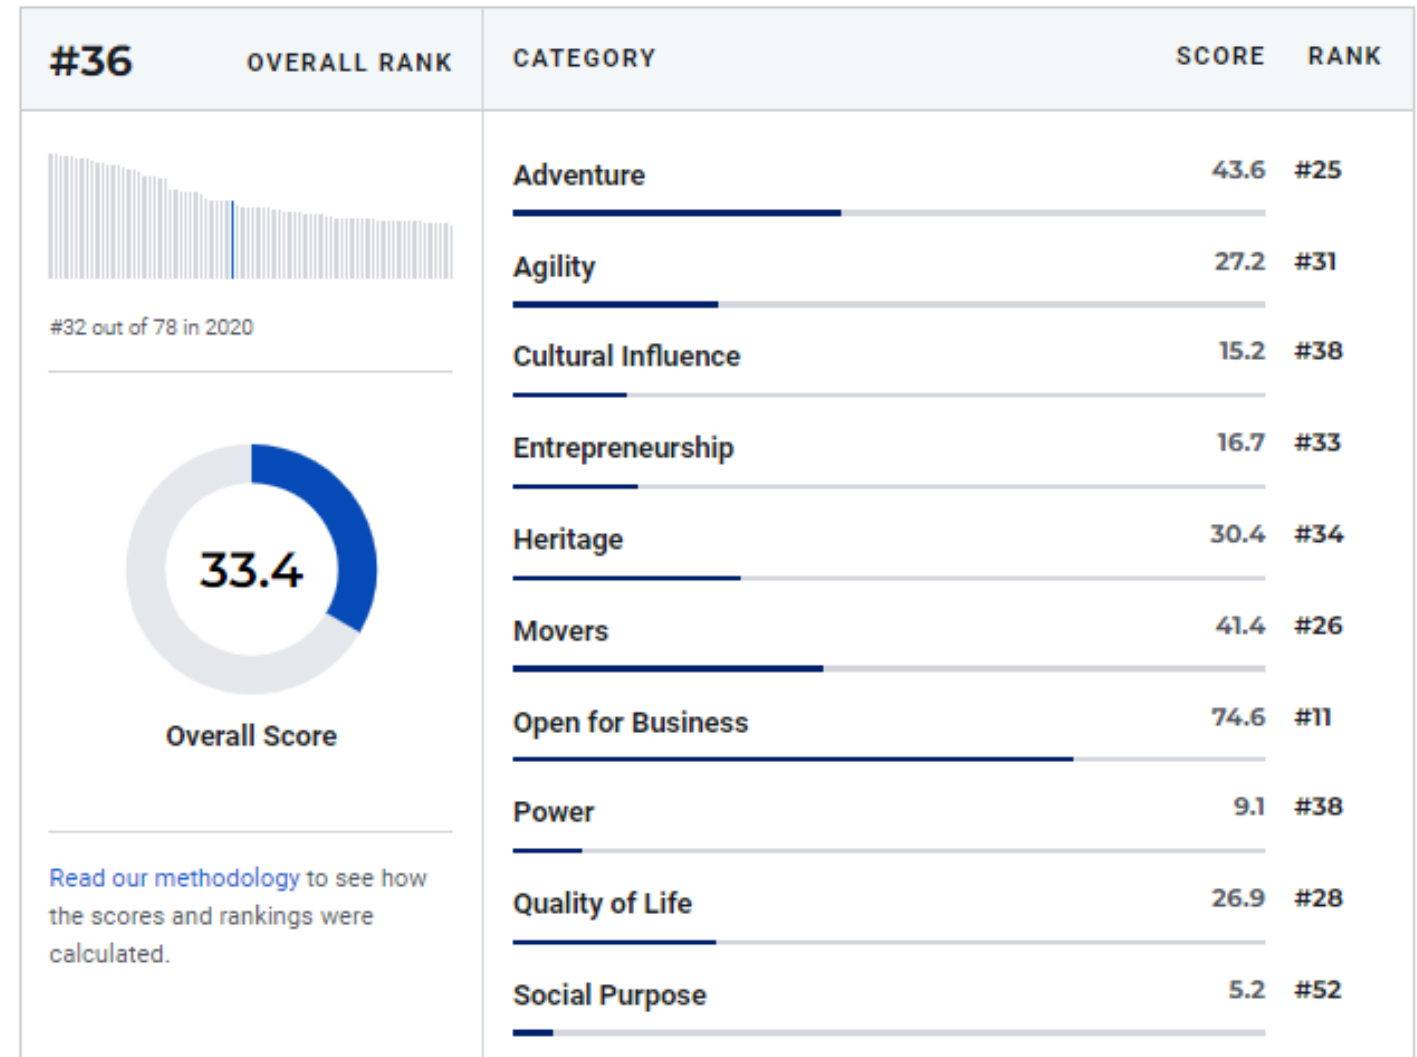 #36 OVERALL RANK
#32 out of 78 in 2020
33.4
Overall Score
Read our methodology to see how
the scores and rankings were
calculated.
CATEGORY SCORE RANK
Adventure 43.6 #25
Agility 27.2 #31
Cultural Influence 15.2 #38
Entrepreneurship 16.7 #33
Heritage 30.4 #34
Movers 41.4 #26
Open for Business 74.6 #11
Power 9.1 #38
Quality of Life 26.9 #28
Social Purpose 5.2 #52